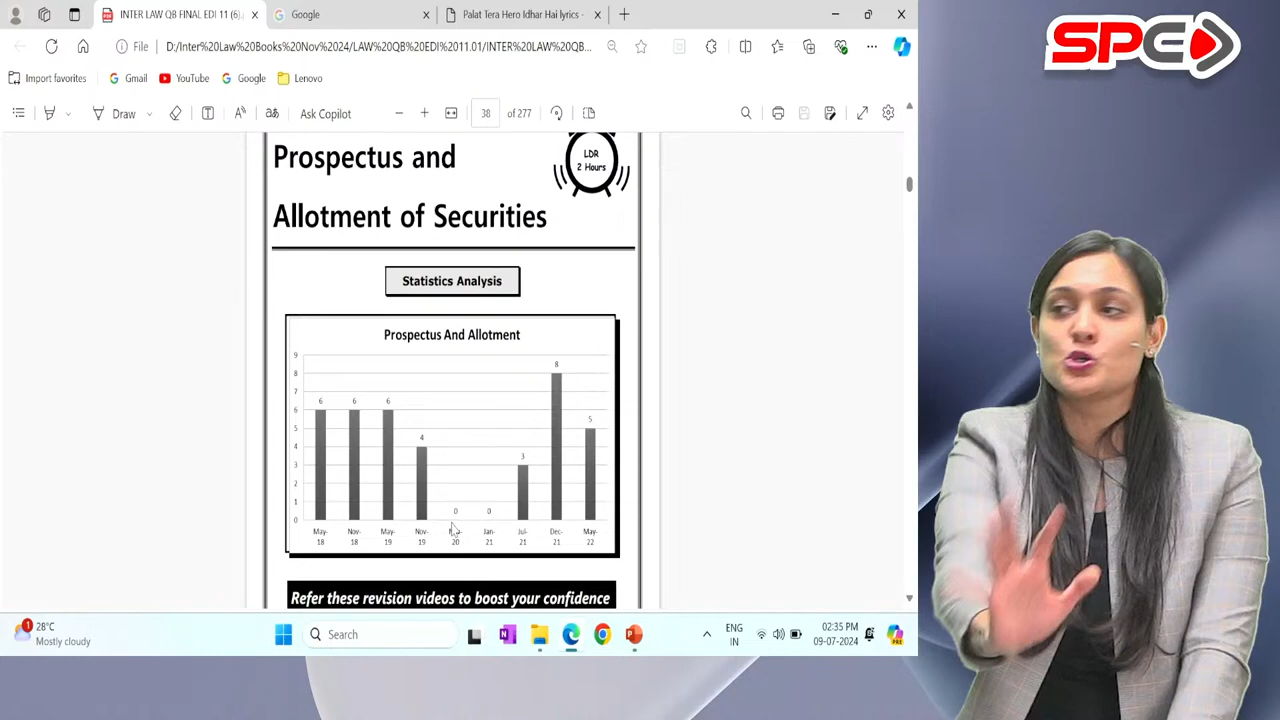 INTER LAW QB FINAL EDI 11 (6).
Google
Palat Tera Hero Idhar Hai lyrics -
File
D:/Inter%20Law%20Books%20Nov%2024/LAW%20QB%20EDI%2011.01/INTER%20LAW%20QB...
Import favorites
Gmail
YouTube
Google
Lenovo
Draw
Ask Copilot
38
of 277
SPC
Prospectus and
LDR
2 Hours
Allotment of Securities
Statistics Analysis
Prospectus And Allotment
9
8
7
6
5
4
3
2
1
0
6
6
6
4
0
0
3
8
5
May-18
Nov-18
May-19
Nov-19
20
Jan-21
Jul-21
Dec-21
May-22
Refer these revision videos to boost your confidence
1
28°C
Mostly cloudy
Search
ENG
IN
02:35 PM
09-07-2024